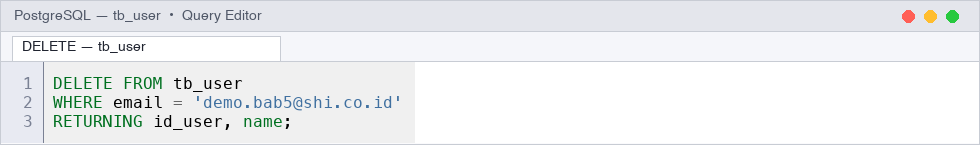 PostgreSQL — tb_user • Query Editor
DELETE — tb_user
1 DELETE FROM tb_user
2 WHERE email = 'demo.bab5@shi.co.id'
3 RETURNING id_user, name;